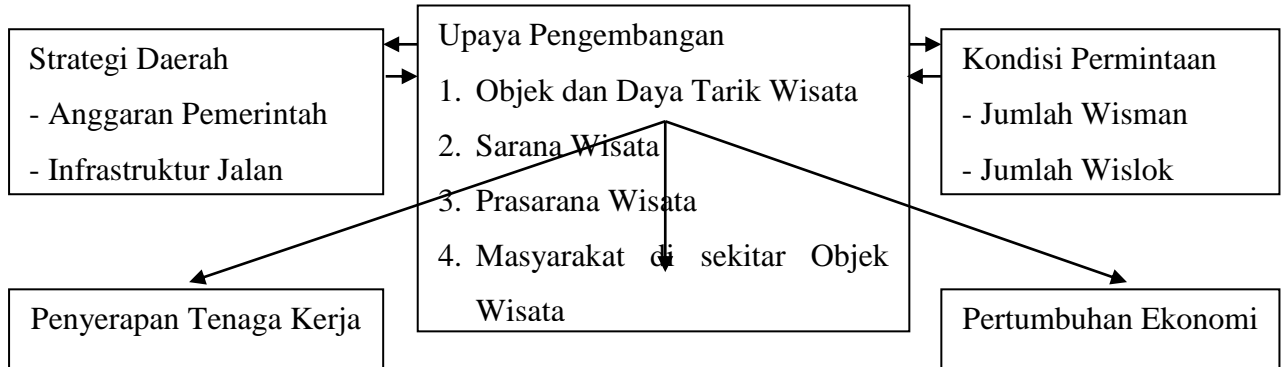 Strategi Daerah
- Anggaran Pemerintah
- Infrastruktur Jalan
Upaya Pengembangan
1. Objek dan Daya Tarik Wisata
2. Sarana Wisata
3. Prasarana Wisata
4. Masyarakat di sekitar Objek
Wisata
Kondisi Permintaan
- Jumlah Wisman
- Jumlah Wislok
Penyerapan Tenaga Kerja
Pertumbuhan Ekonomi